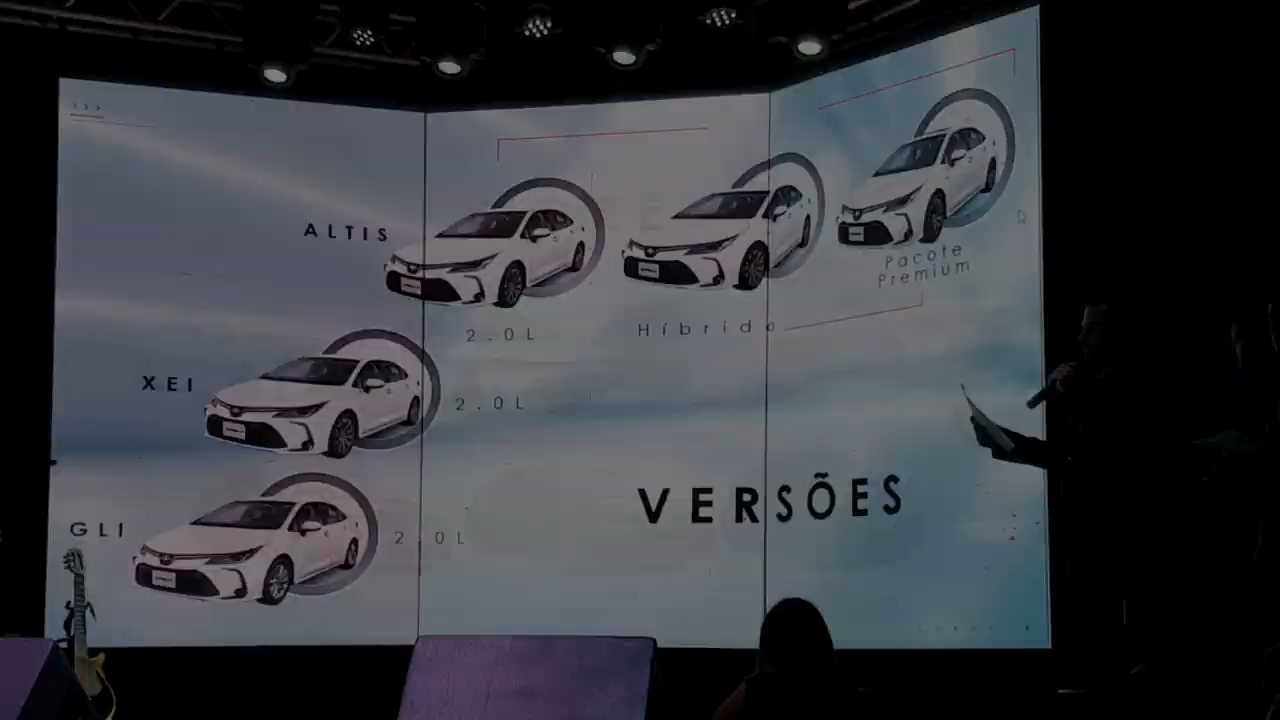 >>>
ALTIS
2.0L
Híbrido
Pacote
Premium
XEI
2.0L
GLI
2.0L
VERSÕES